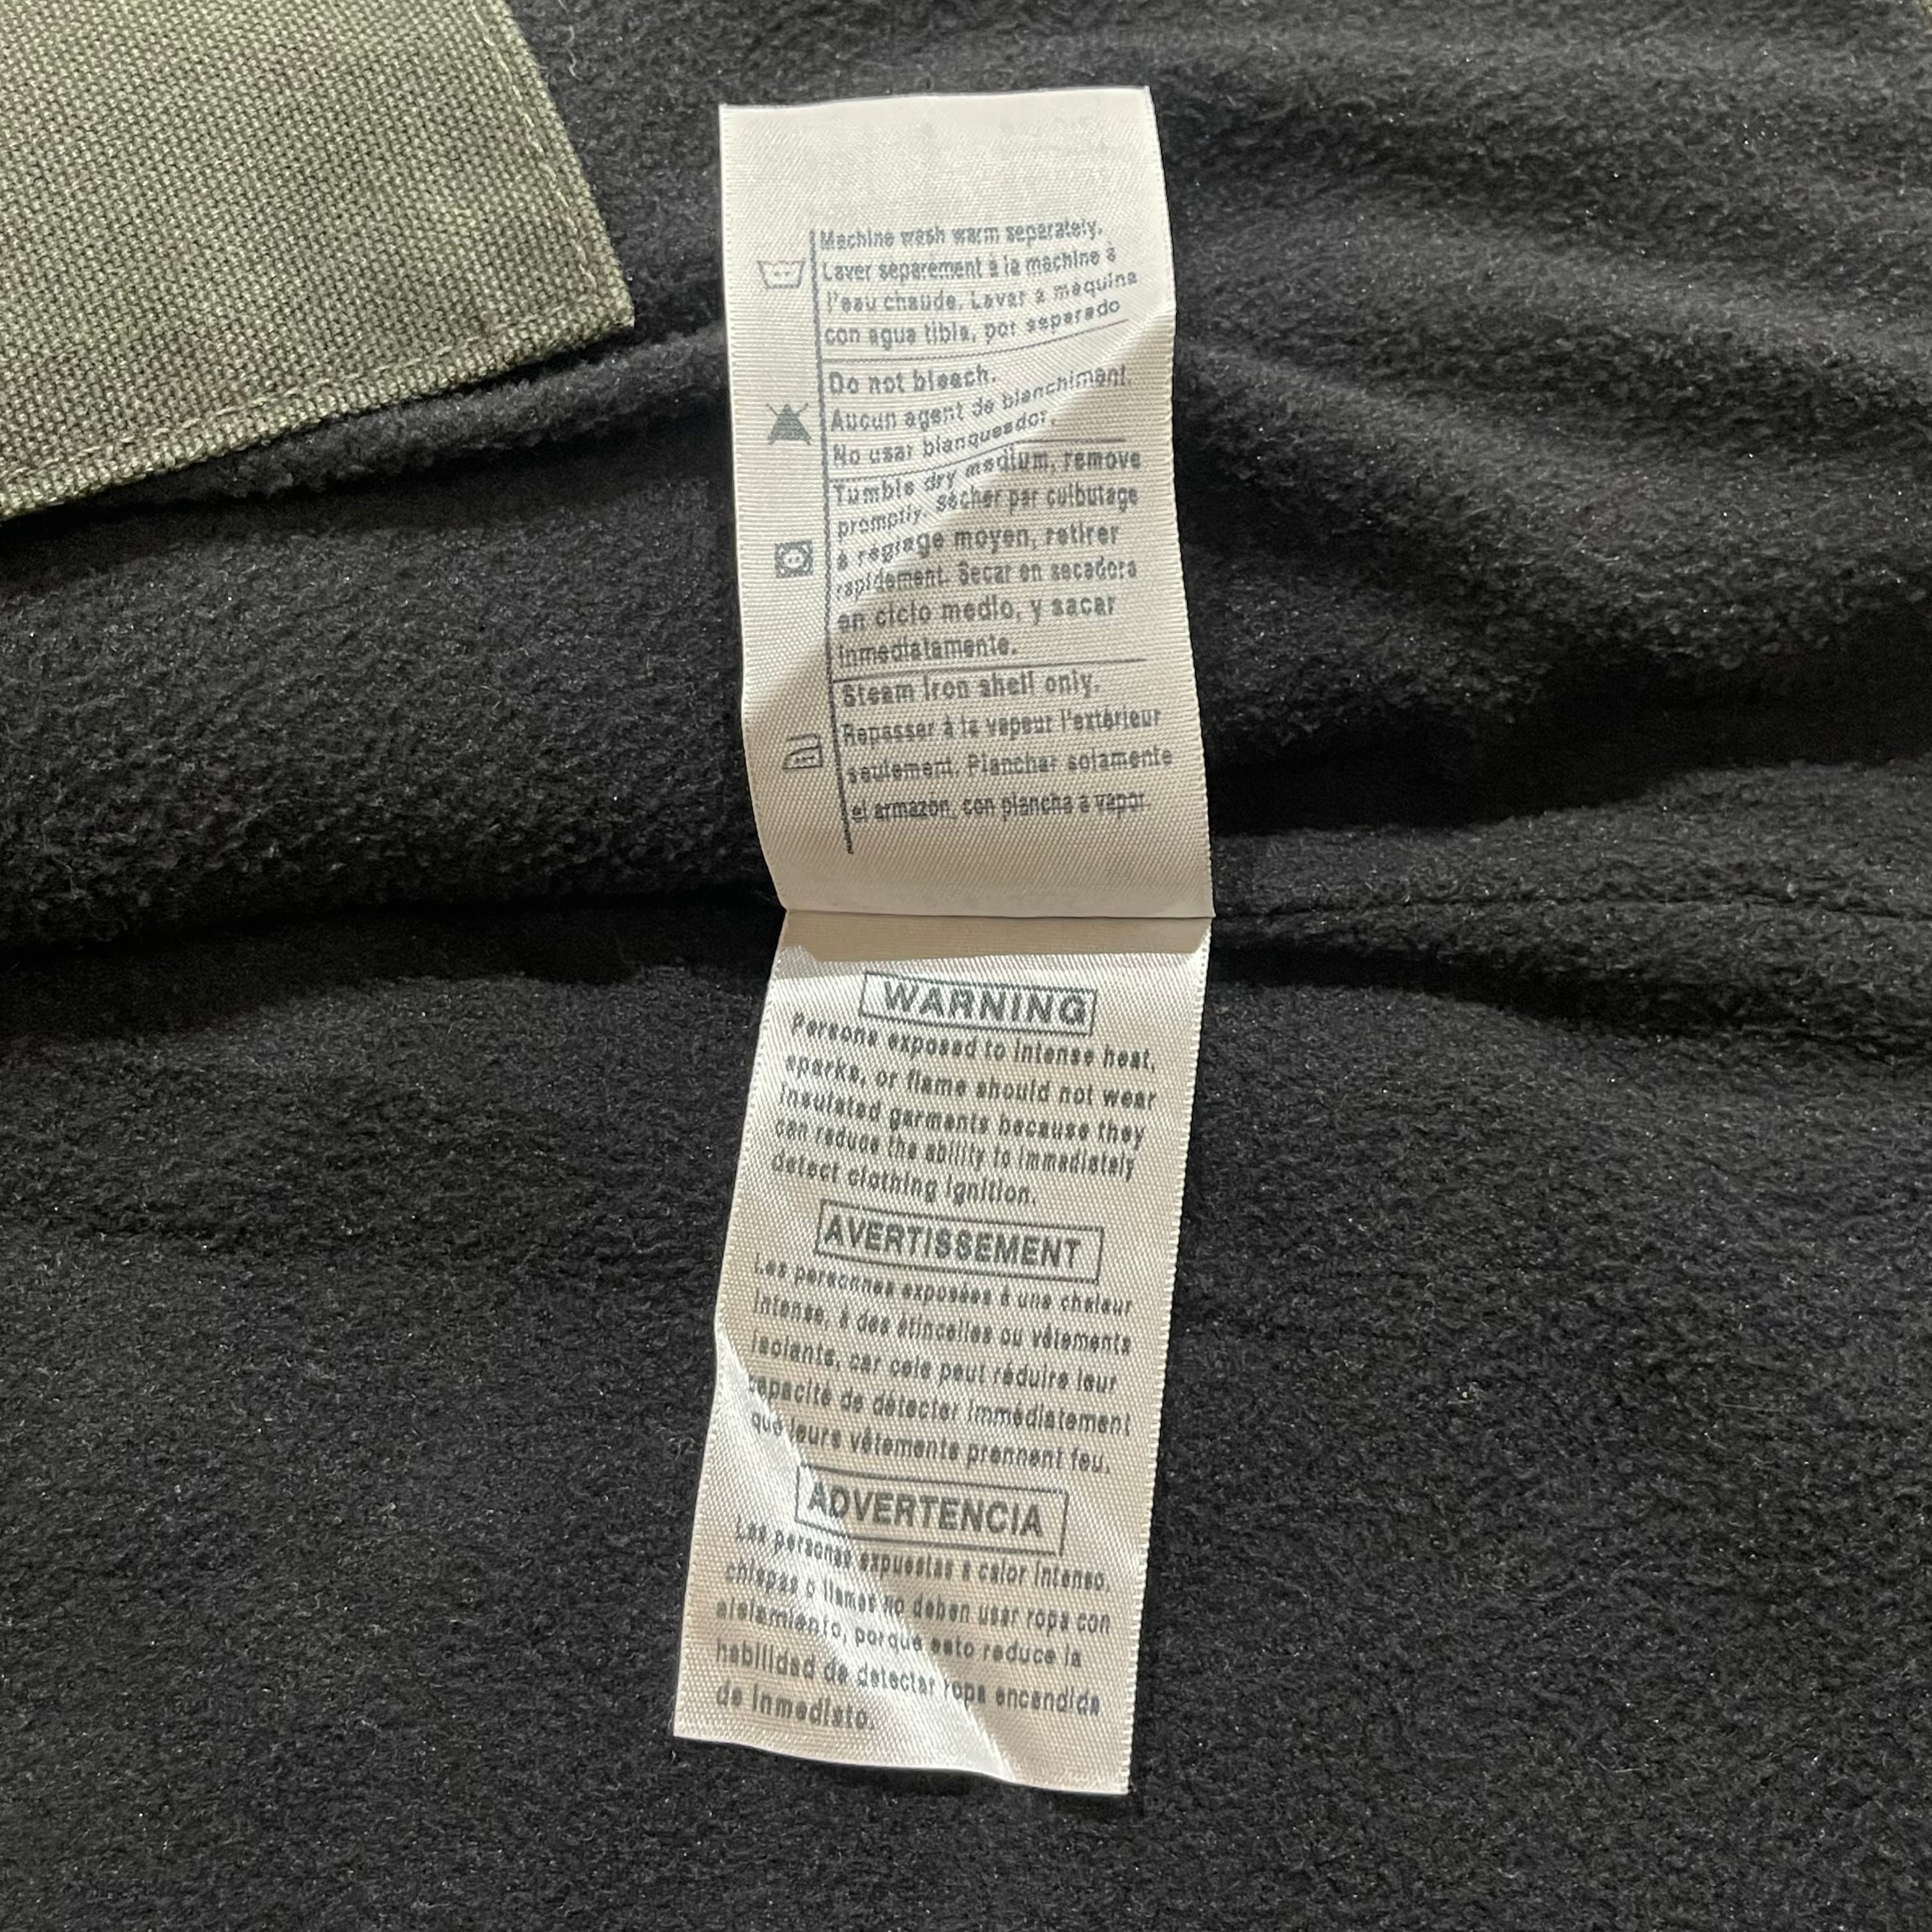 Machine wash warm separately.
Laver separement à la machine à
l'eau chaude. Lavar a maquina
con agua tibla, por separado
Do not bleach.
Aucun agent de blanchiment.
No usar blanqueador.
Tumble dry medium, remove
promptly. Sécher par culbutage
à réglage moyen, retirer
rapidement. Secar en secadora
en ciclo medio, y sacar
inmediatamente.
Steam iron shell only.
Repasser à la vapeur l'extérieur
seulement. Planchar solamente
el armazón, con plancha a vapor.
WARNING
Persons exposed to intense heat,
sparks, or flame should not wear
insulated garments because they
can reduce the ability to immediately
detect clothing ignition.
AVERTISSEMENT
Les personnes exposées à une chaleur
intense, à des étincelles ou vêtements
isolants, car cele peut réduire leur
capacité de détecter immédiatement
que leurs vêtements prennent feu.
ADVERTENCIA
Las personas expuestas a calor intenso,
chispas o llamas no deben usar ropa con
aislamiento, porque esto reduce la
habilidad de detectar ropa encendida
de inmediato.